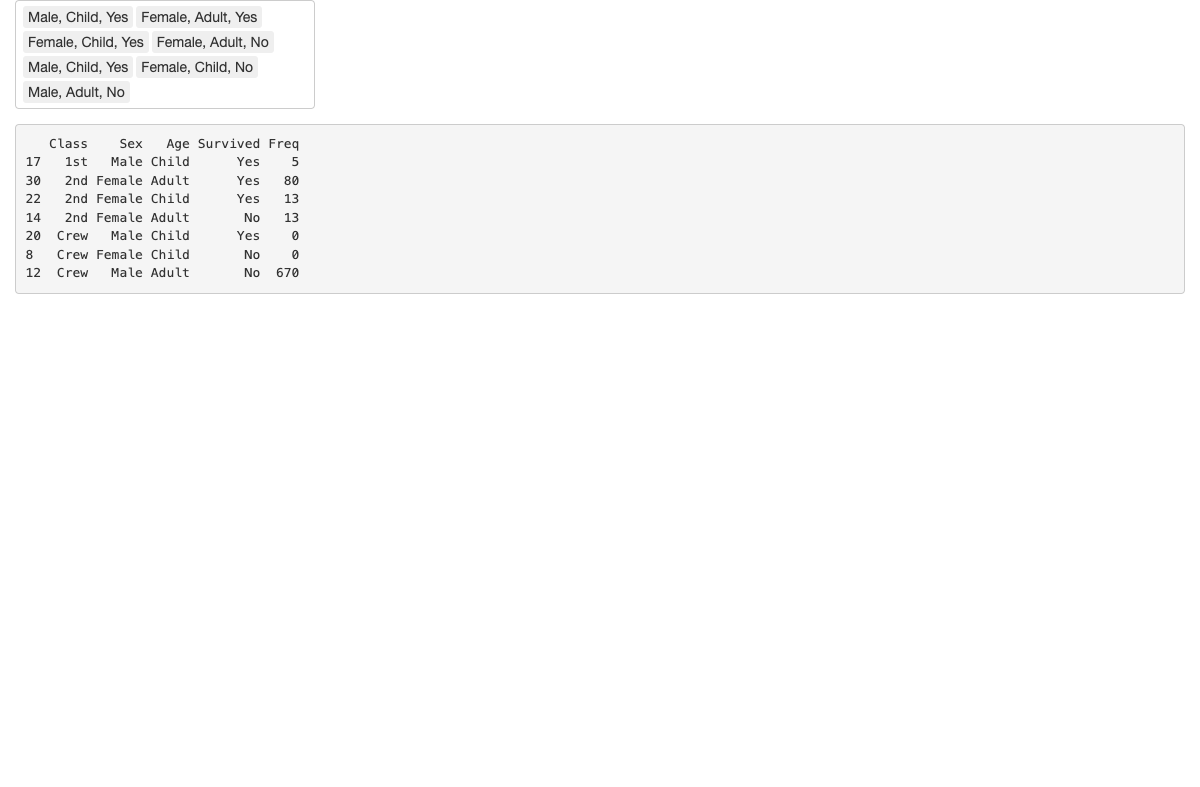 Male, Child, Yes Female, Adult, Yes
Female, Child, Yes Female, Adult, No
Male, Child, Yes Female, Child, No
Male, Adult, No
   Class    Sex   Age Survived Freq
17   1st   Male Child      Yes    5
30   2nd Female Adult      Yes   80
22   2nd Female Child      Yes   13
14   2nd Female Adult       No   13
20  Crew   Male Child      Yes    0
8   Crew Female Child       No    0
12  Crew   Male Adult       No  670